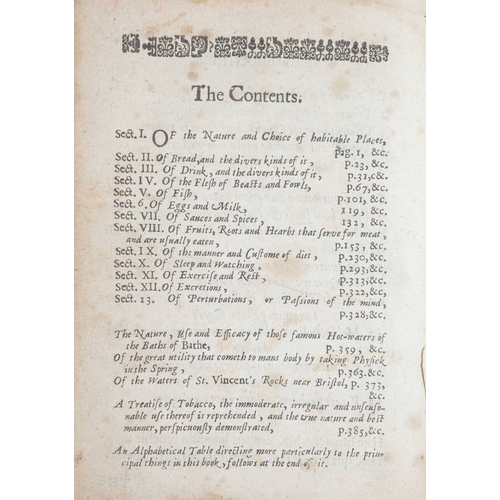 The Contents.
Sect. I. OF the Nature and Choice of habitable Places,
pag. 1, &c.
Sect. II. Of Bread, and the divers kinds of it, p. 23, &c.
Sect. III. Of Drink, and the divers kinds of it, p. 31, c&.
Sect. IV. Of the Flesh of Beasts and Fowls, p. 67, &c.
Sect. V. Of Fish, p. 101, &c.
Sect. 6. Of Eggs and Milk, 119, &c.
Sect. VII. Of Sauces and Spices, 132, &c.
Sect. VIII. Of Fruits, Roots and Hearbs that serve for meat,
and are usually eaten, p. 153, &c.
Sect. IX. Of the manner and Custome of diet, p. 230, &c.
Sect. X. Of Sleep and Watching, p. 293, &c.
Sect. XI. Of Exercise and Rest, p. 313, &c.
Sect. XII. Of Excretions, p. 322, &c.
Sect. 13. Of Perturbations, or Passions of the mind,
p. 328, &c.
The Nature, Use and Efficacy of those famous Hot-waters of
the Baths of Bathe, p. 359, &c.
Of the great utility that cometh to mans body by taking Physick
in the Spring, p. 363. &c.
Of the Waters of St. Vincent's Rocks near Bristol, p. 373,
&c.
A Treatise of Tobacco, the immoderate, irregular and unseaso-
nable use thereof is reprehended, and the true nature and best
manner, perspicuously demonstrated, p. 385, &c.
An Alphabetical Table directing more particularly to the prin-
cipal things in this book, follows at the end of it.